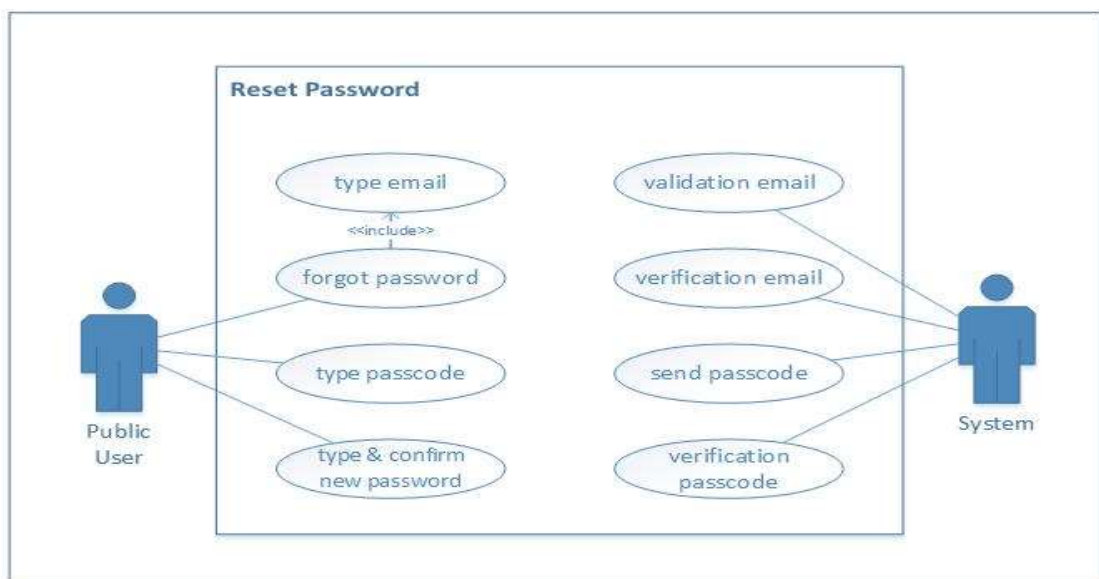 Reset Password
type email
validation email
<<include>>
forgot password
verification email
type passcode
send passcode
Public
User
System
type & confirm
new password
verification
passcode